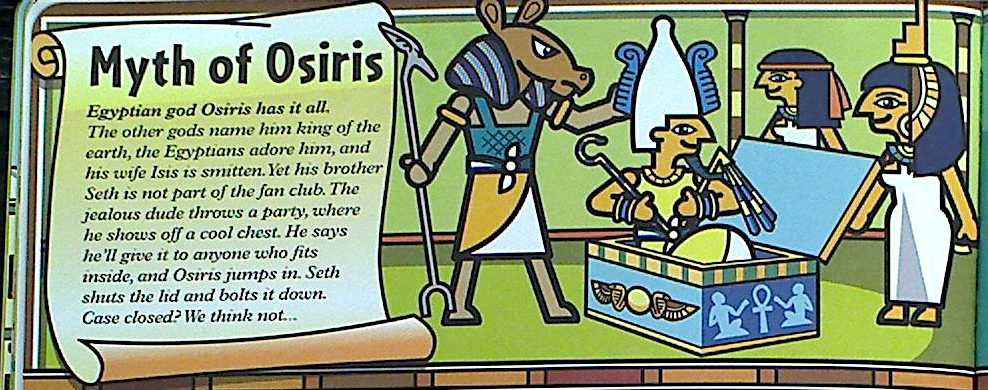 Myth of Osiris
Egyptian god Osiris has it all.
The other gods name him king of the
earth, the Egyptians adore him, and
his wife Isis is smitten. Yet his brother
Seth is not part of the fan club. The
jealous dude throws a party, where
he shows off a cool chest. He says
he'll give it to anyone who fits
inside, and Osiris jumps in. Seth
shuts the lid and bolts it down.
Case closed? We think not...